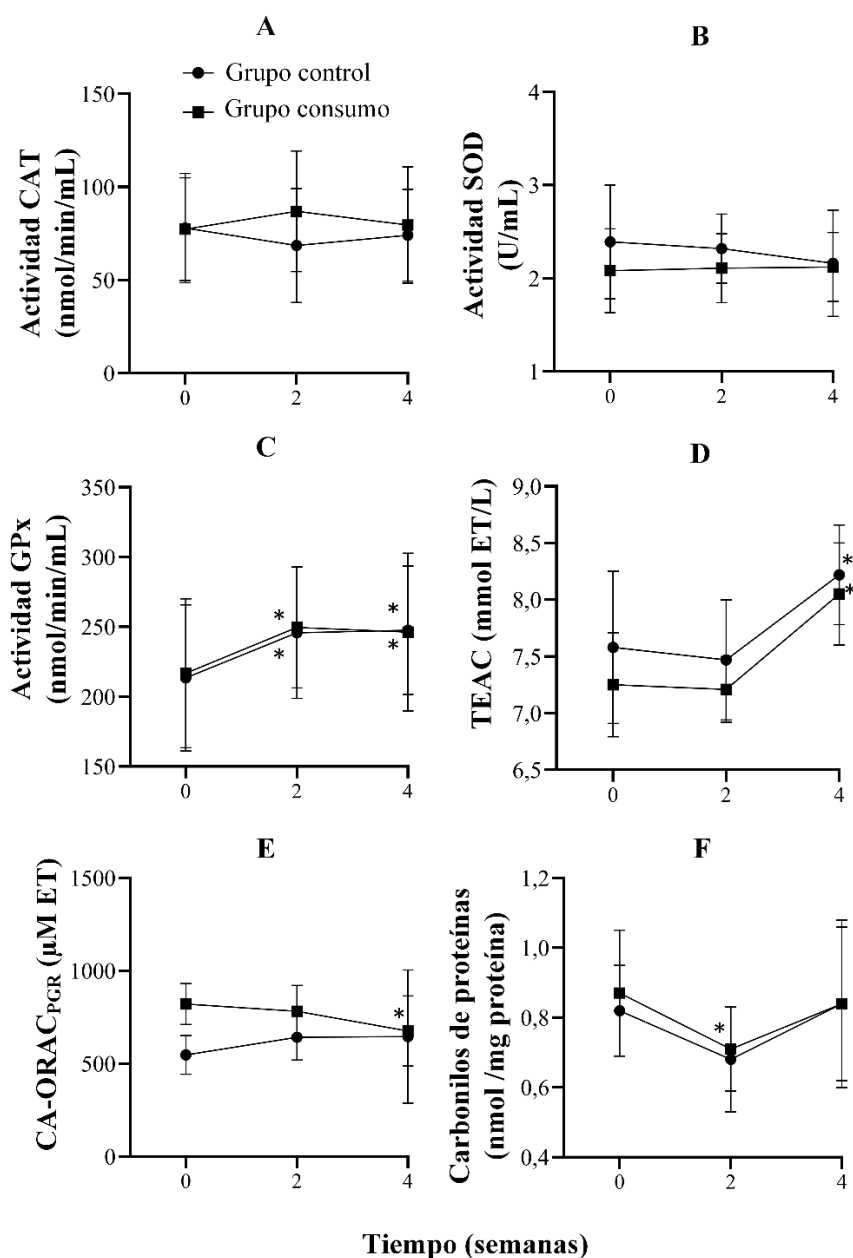 A
Grupo control
Grupo consumo
Actividad CAT
(nmol/min/mL)
150
100
50
0
0
2
4
B
Actividad SOD
(U/mL)
4
3
2
1
0
2
4
C
Actividad GPx
(nmol/min/mL)
350
300
250
200
150
*
*
*
*
0
2
4
D
TEAC (mmol ET/L)
9,0
8,5
8,0
7,5
7,0
6,5
*
*
0
2
4
E
CA-ORAC_PGR (µM ET)
1500
1000
500
0
*
0
2
4
F
Carbonilos de proteínas
(nmol /mg proteína)
1,2
1,0
0,8
0,6
0,4
*
0
2
4
Tiempo (semanas)